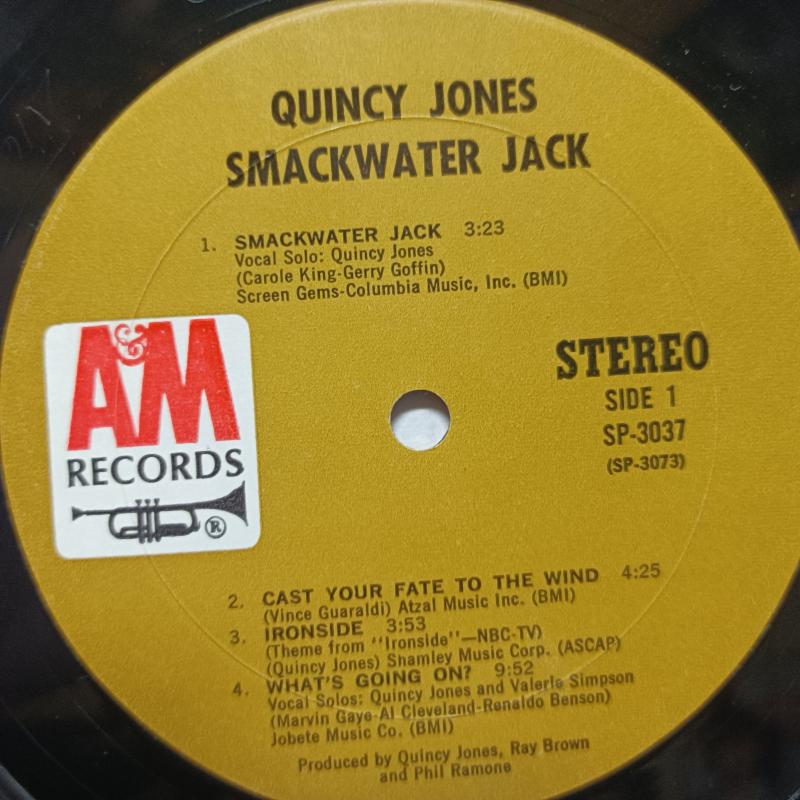 QUINCY JONES
SMACKWATER JACK
1. SMACKWATER JACK 3:23
Vocal Solo: Quincy Jones
(Carole King-Gerry Goffin)
Screen Gems-Columbia Music, Inc. (BMI)
A&M
RECORDS
®
STEREO
SIDE 1
SP-3037
(SP-3073)
2. CAST YOUR FATE TO THE WIND 4:25
(Vince Guaraldi) Atzal Music Inc. (BMI)
3. IRONSIDE 3:53
(Theme from "Ironside"—NBC-TV)
(Quincy Jones) Shamley Music Corp. (ASCAP)
4. WHAT'S GOING ON? 9:52
Vocal Solos: Quincy Jones and Valerie Simpson
(Marvin Gaye-Al Cleveland-Renaldo Benson)
Jobete Music Co. (BMI)
Produced by Quincy Jones, Ray Brown
and Phil Ramone